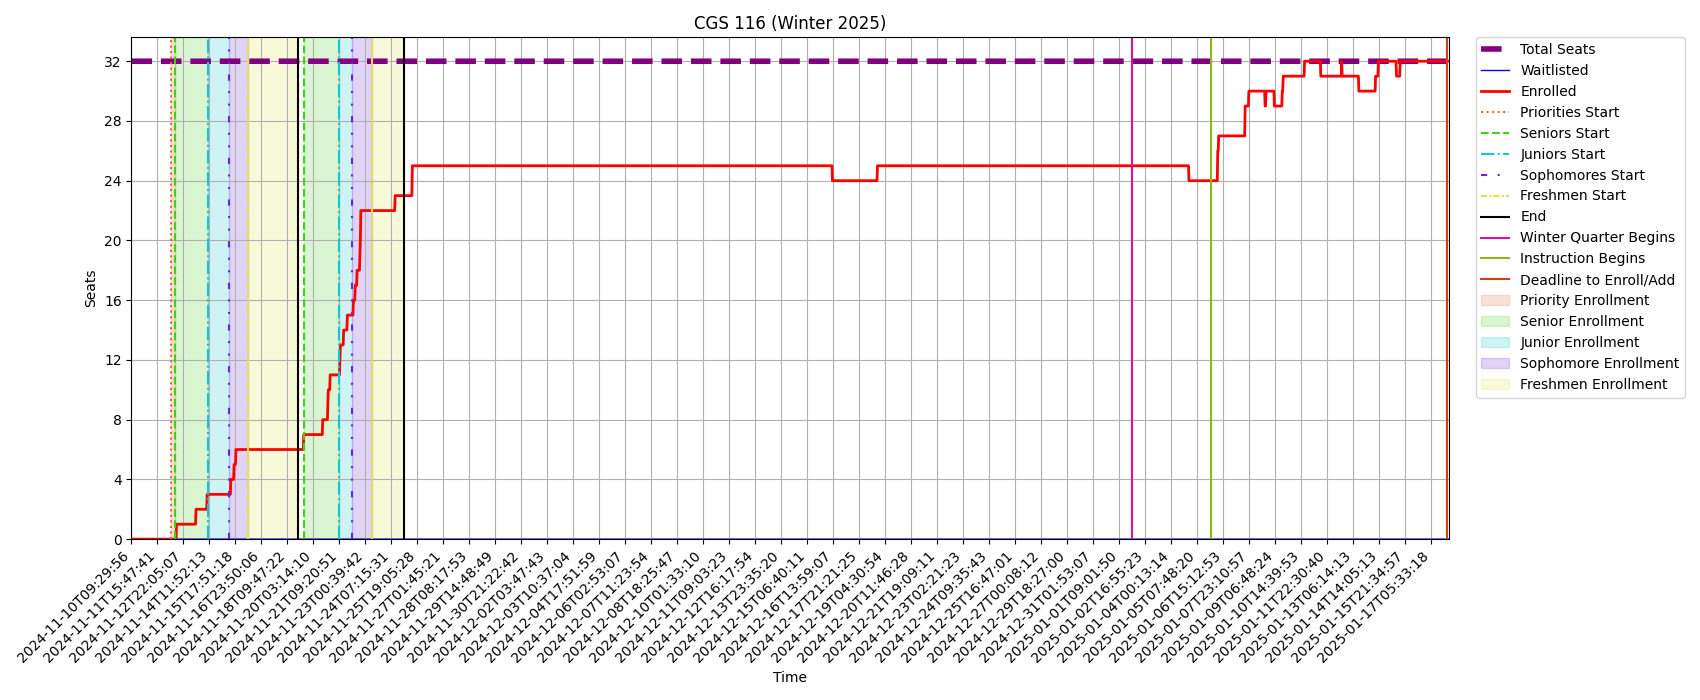 CGS 116 (Winter 2025)
Seats
32
28
24
20
16
12
8
4
0
2024-11-10T09:29:56
2024-11-11T15:47:41
2024-11-12T22:05:07
2024-11-14T11:52:13
2024-11-15T17:51:18
2024-11-16T23:50:06
2024-11-18T09:47:22
2024-11-20T03:14:10
2024-11-21T09:20:51
2024-11-23T00:39:42
2024-11-24T07:15:31
2024-11-25T19:05:28
2024-11-27T01:45:21
2024-11-28T08:17:53
2024-11-29T14:48:49
2024-11-30T21:22:42
2024-12-02T03:47:43
2024-12-03T10:37:04
2024-12-04T17:51:59
2024-12-06T02:53:07
2024-12-07T11:23:54
2024-12-08T18:25:47
2024-12-10T01:33:10
2024-12-11T09:03:23
2024-12-12T16:17:54
2024-12-13T23:35:20
2024-12-15T06:40:11
2024-12-16T13:59:07
2024-12-17T21:21:25
2024-12-19T04:30:54
2024-12-20T11:46:28
2024-12-21T19:09:11
2024-12-23T02:21:23
2024-12-24T09:35:43
2024-12-25T16:47:01
2024-12-27T00:08:12
2024-12-29T18:27:00
2024-12-31T01:53:07
2025-01-01T09:01:50
2025-01-02T16:55:23
2025-01-04T00:13:14
2025-01-05T07:48:20
2025-01-06T15:12:53
2025-01-07T23:10:57
2025-01-09T06:48:24
2025-01-10T14:39:53
2025-01-11T22:30:40
2025-01-13T06:14:13
2025-01-14T14:05:13
2025-01-15T21:34:57
2025-01-17T05:33:18
Time
Total Seats
Waitlisted
Enrolled
Priorities Start
Seniors Start
Juniors Start
Sophomores Start
Freshmen Start
End
Winter Quarter Begins
Instruction Begins
Deadline to Enroll/Add
Priority Enrollment
Senior Enrollment
Junior Enrollment
Sophomore Enrollment
Freshmen Enrollment